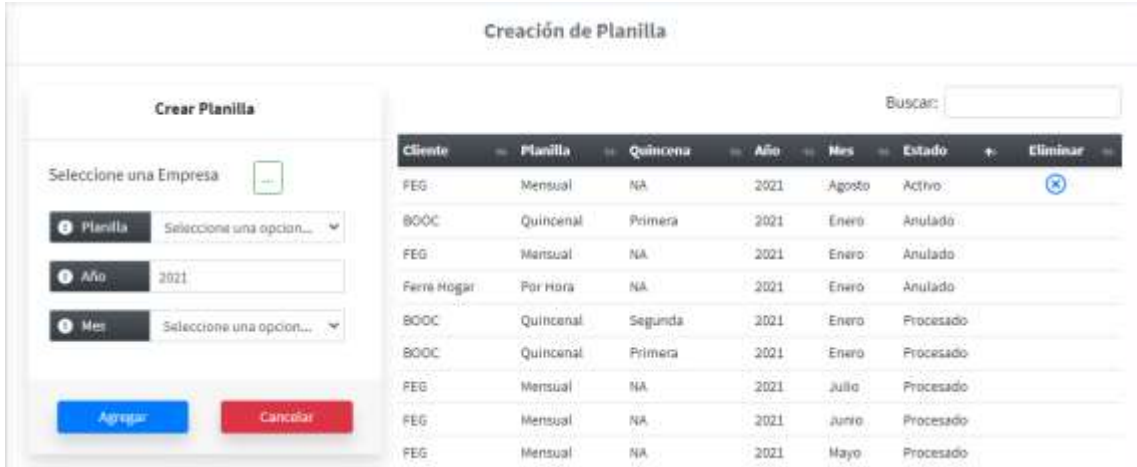 Creación de Planilla
Crear Planilla
Seleccione una Empresa ...
Planilla Seleccione una opcion...
Año 2021
Mes Seleccione una opcion...
Agregar Cancelar
Buscar:
Cliente Planilla Quincena Año Mes Estado Eliminar
FEG Mensual NA 2021 Agosto Activo
BOOC Quincenal Primera 2021 Enero Anulado
FEG Mensual NA 2021 Enero Anulado
Ferre Hogar Por Hora NA 2021 Enero Anulado
BOOC Quincenal Segunda 2021 Enero Procesado
BOOC Quincenal Primera 2021 Enero Procesado
FEG Mensual NA 2021 Julio Procesado
FEG Mensual NA 2021 Junio Procesado
FEG Mensual NA 2021 Mayo Procesado